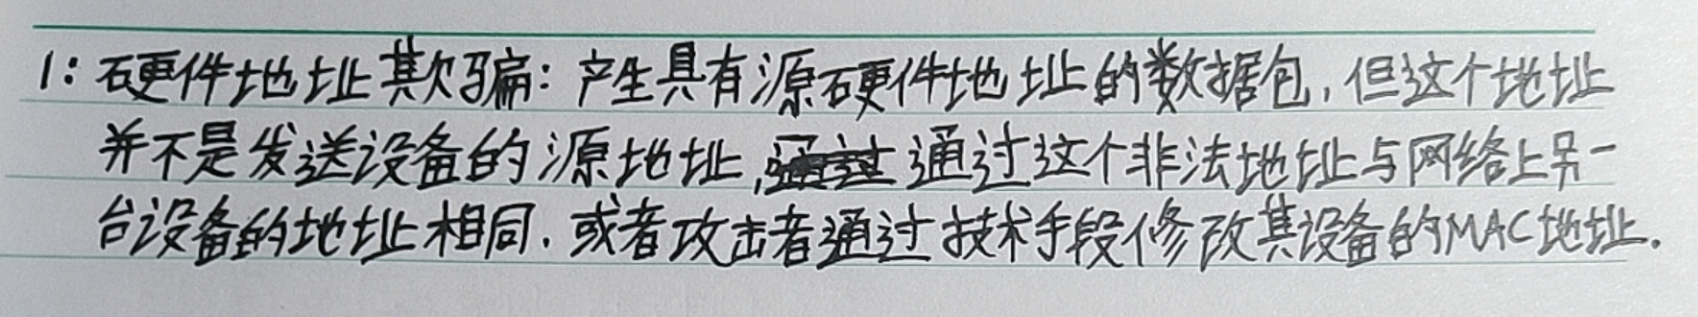 1: 硬件地址欺骗: 产生具有源硬件地址的数据包, 但这个地址
并不是发送设备的源地址, 通过这个非法地址与网络上另一
台设备的地址相同. 或者攻击者通过技术手段修改其设备的MAC地址.